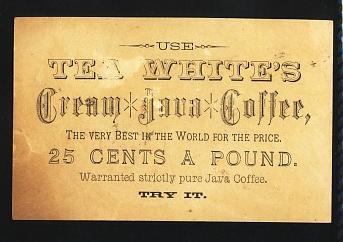 USE
TEA WHITE'S
Cream*Java*Coffee,
THE VERY BEST IN THE WORLD FOR THE PRICE.
25 CENTS A POUND.
Warranted strictly pure Java Coffee.
TRY IT.